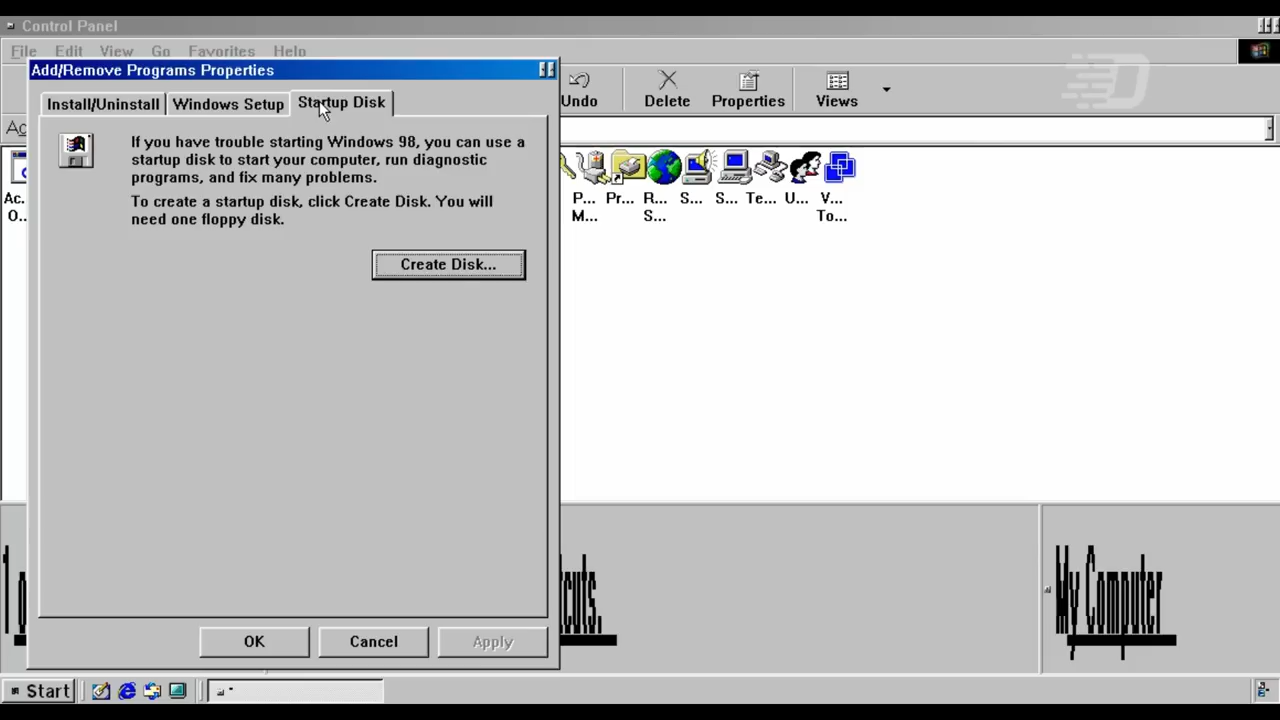 Control Panel
File Edit View Go Favorites Help
Add/Remove Programs Properties
Undo Delete Properties Views
Install/Uninstall Windows Setup Startup Disk
If you have trouble starting Windows 98, you can use a
startup disk to start your computer, run diagnostic
programs, and fix many problems.
To create a startup disk, click Create Disk. You will
need one floppy disk.
Create Disk...
Ac.
O...
P... Pr... R... S... S... Te... U... V...
M... S... To...
My Computer
OK Cancel Apply
Start